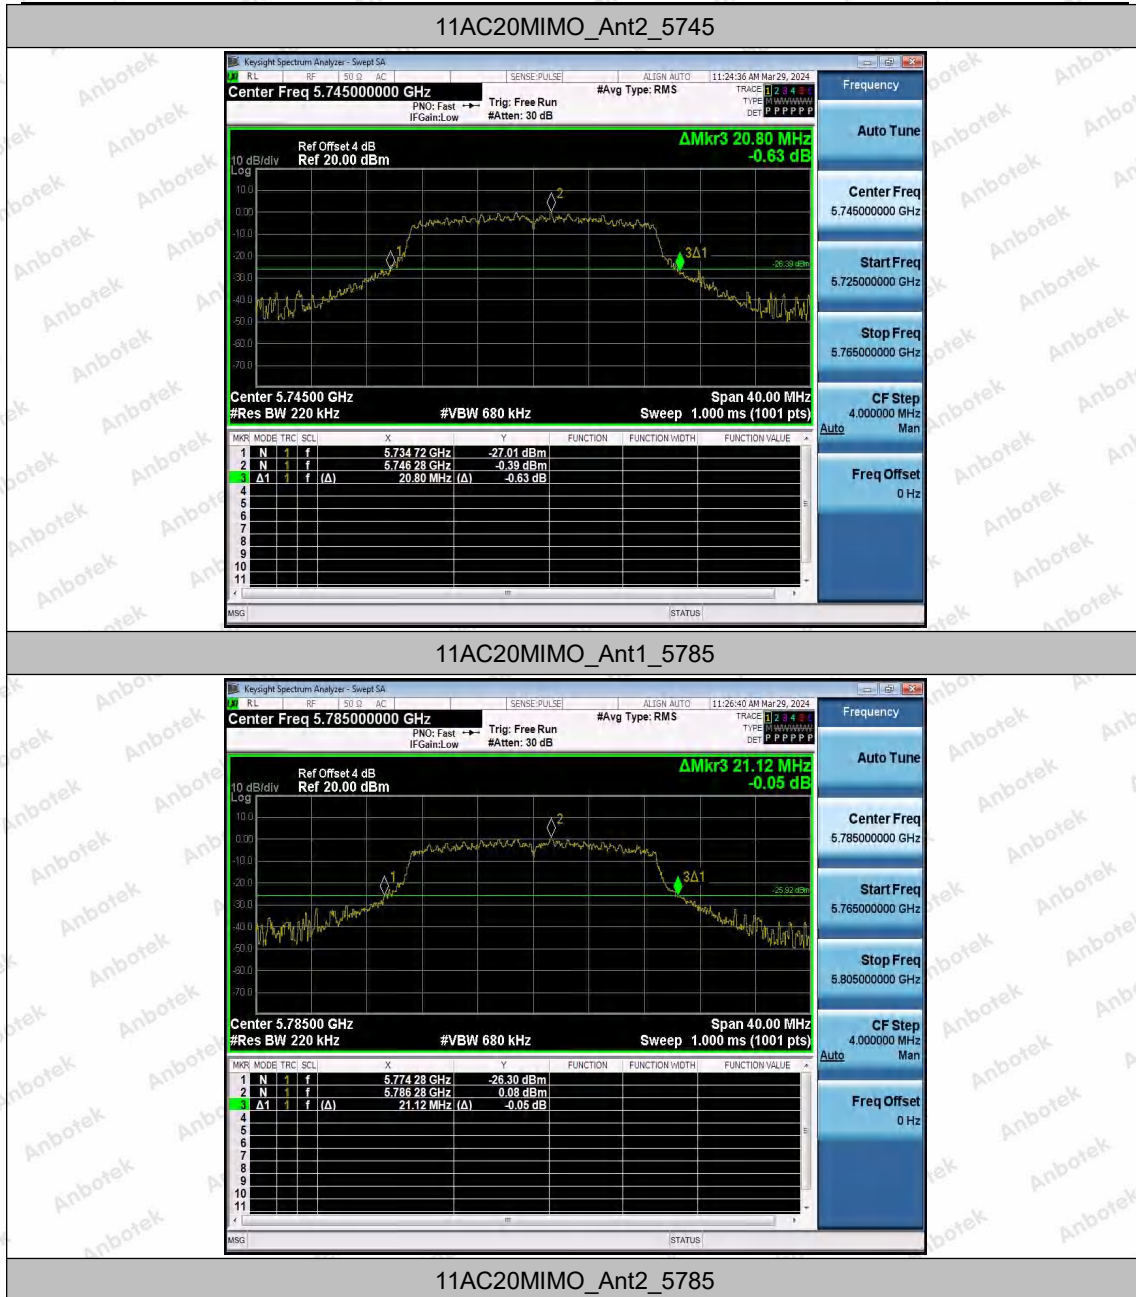 11AC20MIMO_Ant2_5745
Keysight Spectrum Analyzer - Swept SA
RL RF 50 Ω AC SENSE:PULSE ALIGN AUTO 11:24:36 AM Mar 29, 2024
Center Freq 5.745000000 GHz #Avg Type: RMS TRACE 1 2 3 4 5 6
PNO: Fast Trig: Free Run TYPE M WWWWW
IFGain:Low #Atten: 30 dB DET P P P P P P
Frequency
Auto Tune
ΔMkr3 20.80 MHz
-0.63 dB
Ref Offset 4 dB
10 dB/div Ref 20.00 dBm
Log
10.0
0.00
-10.0
-20.0
-30.0
-40.0
-50.0
-60.0
-70.0
1
2
3Δ1
-26.39 dBm
Center 5.74500 GHz Span 40.00 MHz
#Res BW 220 kHz #VBW 680 kHz Sweep 1.000 ms (1001 pts)
Center Freq
5.745000000 GHz
Start Freq
5.725000000 GHz
Stop Freq
5.765000000 GHz
CF Step
4.000000 MHz
Auto Man
Freq Offset
0 Hz
MKR MODE TRC SCL X Y FUNCTION FUNCTION WIDTH FUNCTION VALUE
1 N 1 f 5.734 72 GHz -27.01 dBm
2 N 1 f 5.746 28 GHz -0.39 dBm
3 Δ1 1 f (Δ) 20.80 MHz (Δ) -0.63 dB
4
5
6
7
8
9
10
11
MSG STATUS
11AC20MIMO_Ant1_5785
Keysight Spectrum Analyzer - Swept SA
RL RF 50 Ω AC SENSE:PULSE ALIGN AUTO 11:26:40 AM Mar 29, 2024
Center Freq 5.785000000 GHz #Avg Type: RMS TRACE 1 2 3 4 5 6
PNO: Fast Trig: Free Run TYPE M WWWWW
IFGain:Low #Atten: 30 dB DET P P P P P P
Frequency
Auto Tune
ΔMkr3 21.12 MHz
-0.05 dB
Ref Offset 4 dB
10 dB/div Ref 20.00 dBm
Log
10.0
0.00
-10.0
-20.0
-30.0
-40.0
-50.0
-60.0
-70.0
1
2
3Δ1
-25.92 dBm
Center 5.78500 GHz Span 40.00 MHz
#Res BW 220 kHz #VBW 680 kHz Sweep 1.000 ms (1001 pts)
Center Freq
5.785000000 GHz
Start Freq
5.765000000 GHz
Stop Freq
5.805000000 GHz
CF Step
4.000000 MHz
Auto Man
Freq Offset
0 Hz
MKR MODE TRC SCL X Y FUNCTION FUNCTION WIDTH FUNCTION VALUE
1 N 1 f 5.774 28 GHz -26.30 dBm
2 N 1 f 5.786 28 GHz 0.08 dBm
3 Δ1 1 f (Δ) 21.12 MHz (Δ) -0.05 dB
4
5
6
7
8
9
10
11
MSG STATUS
11AC20MIMO_Ant2_5785